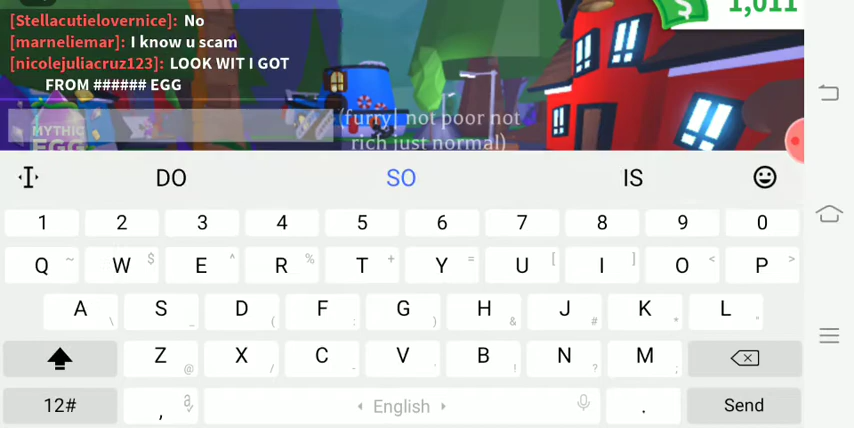 [Stellacutielovernice]: No
[marneliemar]: I know u scam
[nicolejuliacruz123]: LOOK WIT I GOT
FROM ###### EGG
1,011
MYTHIC
EGG
(furry| not poor not
rich just normal)
DO SO IS
1 2 3 4 5 6 7 8 9 0
Q ~ W $ E ^ R % T + Y = U [ I ] O < P >
A \ S _ D ( F : G ) H & J # K * L "
Z @ X / C - V ' B ! N ? M ;
12# , English . Send